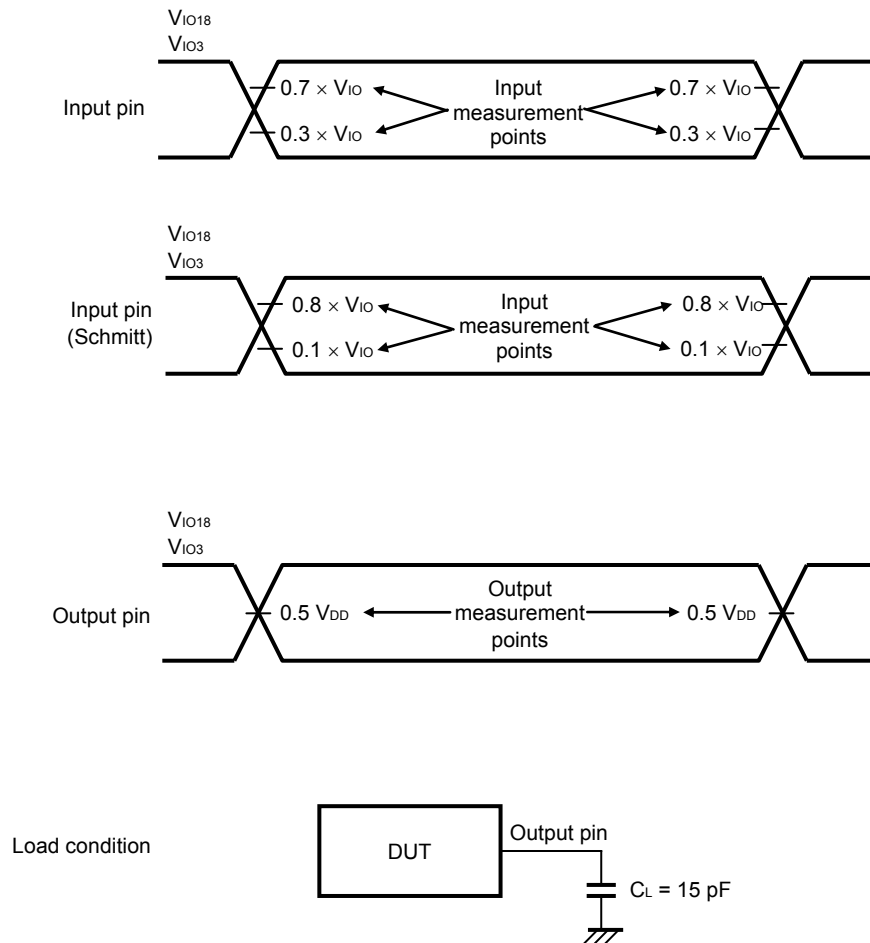 VIO18
VIO3
Input pin
0.7 × VIO
0.3 × VIO
Input
measurement
points
0.7 × VIO
0.3 × VIO
VIO18
VIO3
Input pin
(Schmitt)
0.8 × VIO
0.1 × VIO
Input
measurement
points
0.8 × VIO
0.1 × VIO
VIO18
VIO3
Output pin
0.5 VDD
Output
measurement
points
0.5 VDD
Load condition
DUT
Output pin
CL = 15 pF